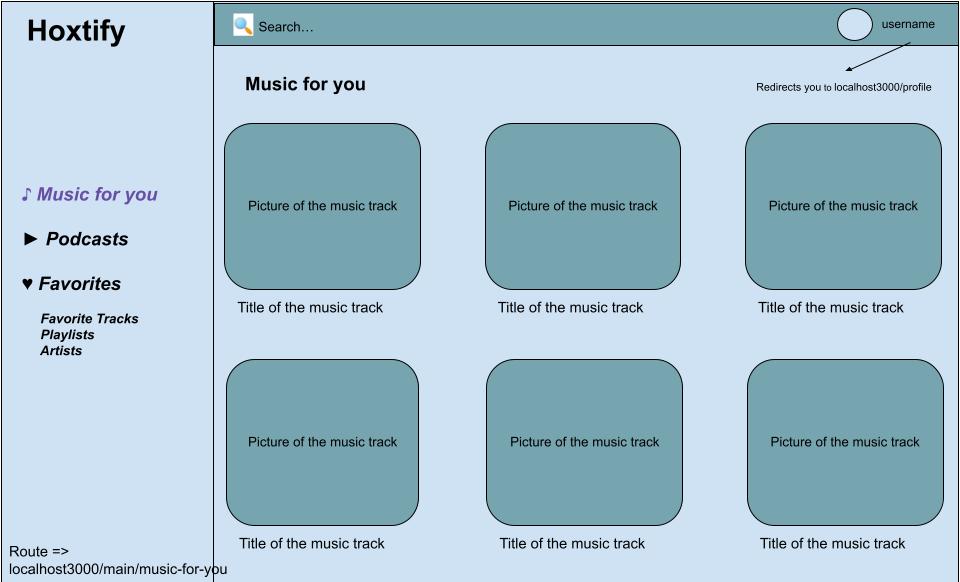 Hoxtify
Search…
username
Redirects you to localhost3000/profile
♪ Music for you
► Podcasts
♥ Favorites
Favorite Tracks
Playlists
Artists
Music for you
Picture of the music track
Picture of the music track
Picture of the music track
Title of the music track
Title of the music track
Title of the music track
Picture of the music track
Picture of the music track
Picture of the music track
Title of the music track
Title of the music track
Title of the music track
Route =>
localhost3000/main/music-for-you